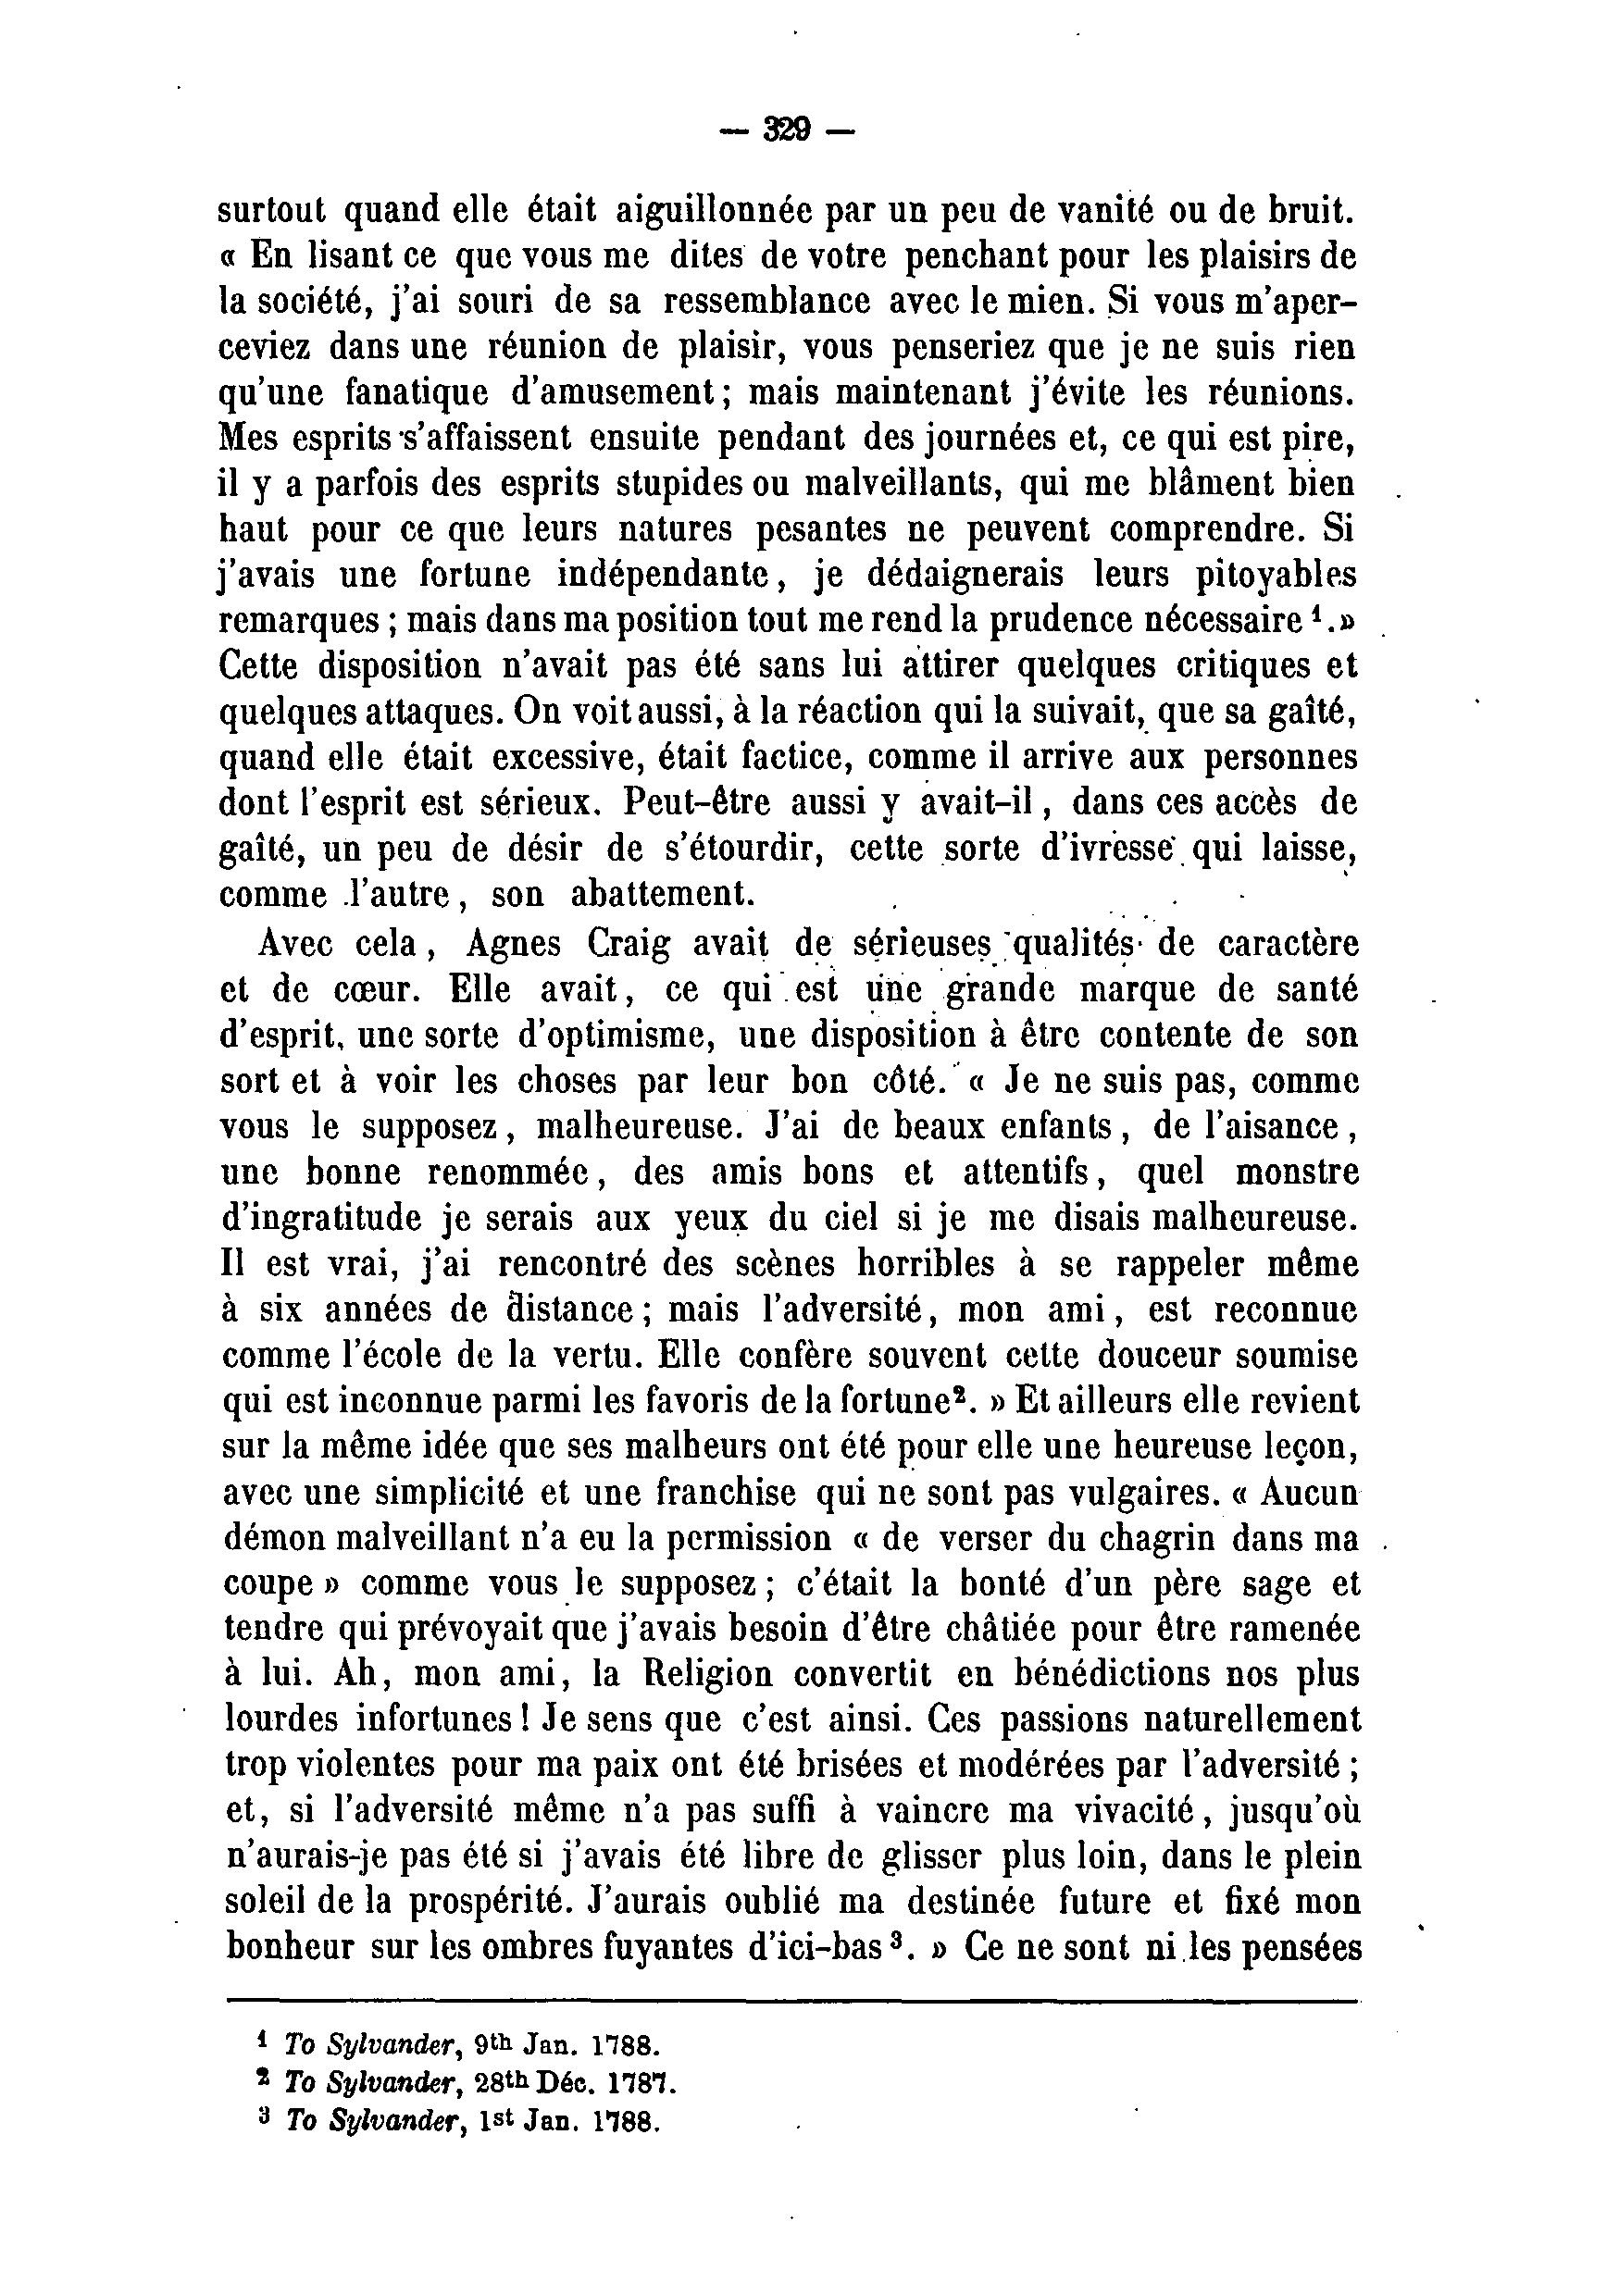 — 329 —
surtout quand elle était aiguillonnée par un peu de vanité ou de bruit.
« En lisant ce que vous me dites de votre penchant pour les plaisirs de
la société, j'ai souri de sa ressemblance avec le mien. Si vous m'aper-
ceviez dans une réunion de plaisir, vous penseriez que je ne suis rien
qu'une fanatique d'amusement ; mais maintenant j'évite les réunions.
Mes esprits s'affaissent ensuite pendant des journées et, ce qui est pire,
il y a parfois des esprits stupides ou malveillants, qui me blâment bien
haut pour ce que leurs natures pesantes ne peuvent comprendre. Si
j'avais une fortune indépendante, je dédaignerais leurs pitoyables
remarques ; mais dans ma position tout me rend la prudence nécessaire ¹.»
Cette disposition n'avait pas été sans lui attirer quelques critiques et
quelques attaques. On voit aussi, à la réaction qui la suivait, que sa gaîté,
quand elle était excessive, était factice, comme il arrive aux personnes
dont l'esprit est sérieux. Peut-être aussi y avait-il, dans ces accès de
gaîté, un peu de désir de s'étourdir, cette sorte d'ivresse qui laisse,
comme l'autre, son abattement.
Avec cela, Agnes Craig avait de sérieuses qualités de caractère
et de cœur. Elle avait, ce qui est une grande marque de santé
d'esprit, une sorte d'optimisme, une disposition à être contente de son
sort et à voir les choses par leur bon côté. « Je ne suis pas, comme
vous le supposez, malheureuse. J'ai de beaux enfants, de l'aisance,
une bonne renommée, des amis bons et attentifs, quel monstre
d'ingratitude je serais aux yeux du ciel si je me disais malheureuse.
Il est vrai, j'ai rencontré des scènes horribles à se rappeler même
à six années de distance ; mais l'adversité, mon ami, est reconnue
comme l'école de la vertu. Elle confère souvent cette douceur soumise
qui est inconnue parmi les favoris de la fortune². » Et ailleurs elle revient
sur la même idée que ses malheurs ont été pour elle une heureuse leçon,
avec une simplicité et une franchise qui ne sont pas vulgaires. « Aucun
démon malveillant n'a eu la permission « de verser du chagrin dans ma
coupe » comme vous le supposez ; c'était la bonté d'un père sage et
tendre qui prévoyait que j'avais besoin d'être châtiée pour être ramenée
à lui. Ah, mon ami, la Religion convertit en bénédictions nos plus
lourdes infortunes ! Je sens que c'est ainsi. Ces passions naturellement
trop violentes pour ma paix ont été brisées et modérées par l'adversité ;
et, si l'adversité même n'a pas suffi à vaincre ma vivacité, jusqu'où
n'aurais-je pas été si j'avais été libre de glisser plus loin, dans le plein
soleil de la prospérité. J'aurais oublié ma destinée future et fixé mon
bonheur sur les ombres fuyantes d'ici-bas ³. » Ce ne sont ni les pensées
¹ To Sylvander, 9th Jan. 1788.
² To Sylvander, 28th Déc. 1787.
³ To Sylvander, 1st Jan. 1788.